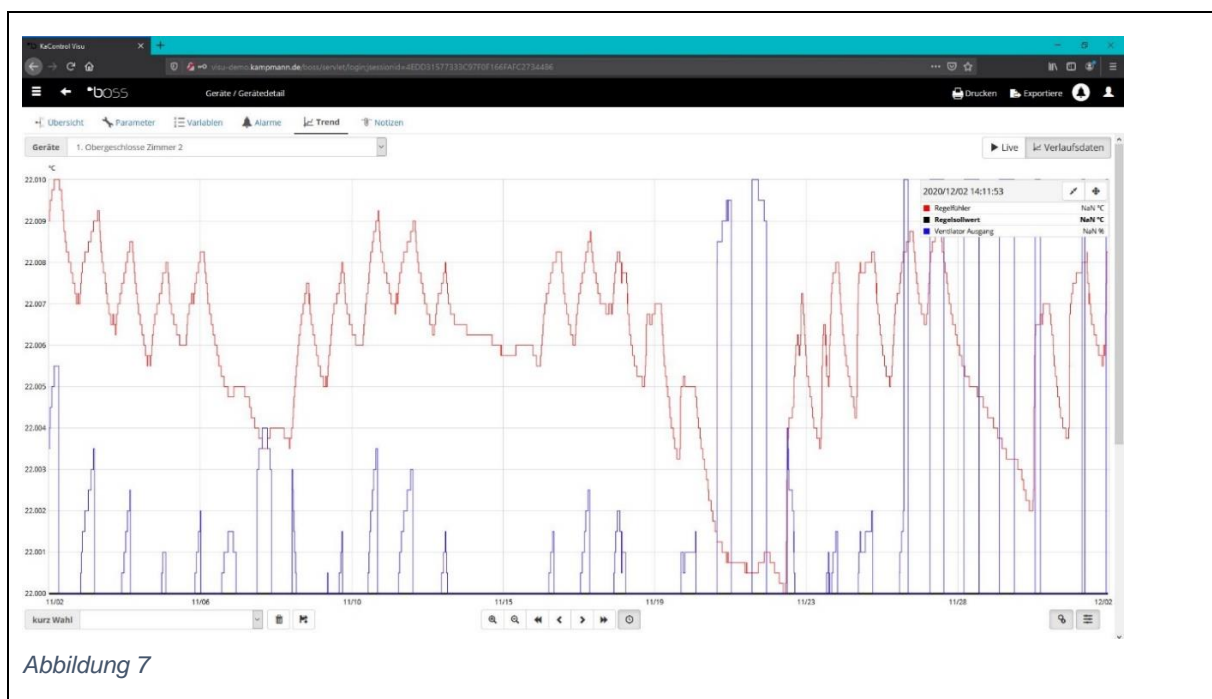 KaControl Visu
visu-demo.kampmann.de/boss/servlet/login;jsessionid=4EDD31577333C97F0F166FAFC2734486
boss Geräte / Gerätedetail Drucken Exportiere
Übersicht Parameter Variablen Alarme Trend Notizen
Geräte 1. Obergeschlosse Zimmer 2 Live Verlaufsdaten
°C
22.010
2020/12/02 14:11:53
Regelfühler NaN °C
Regelsollwert NaN °C
Ventilator Ausgang NaN %
22.009
22.008
22.007
22.006
22.005
22.004
22.003
22.002
22.001
22.000
11/02 11/06 11/10 11/15 11/19 11/23 11/28 12/02
kurz Wahl
Abbildung 7